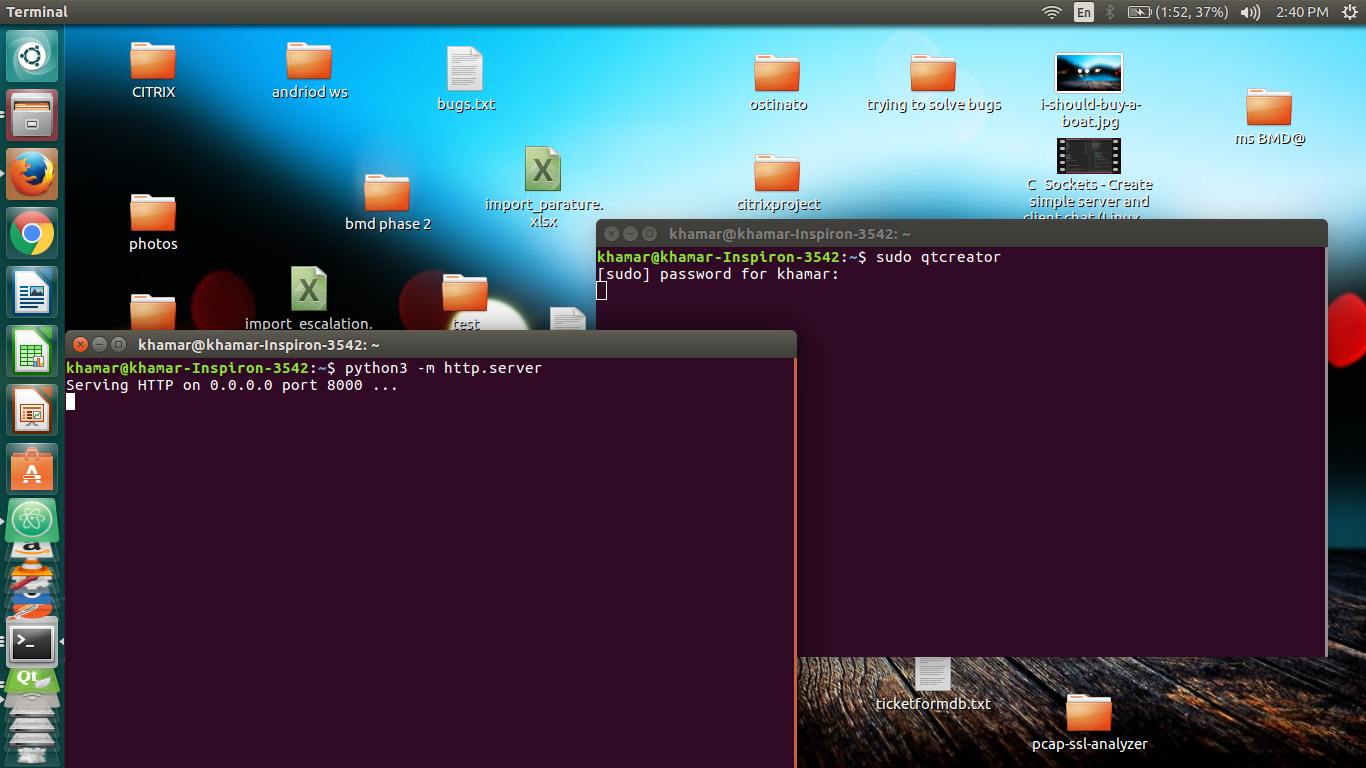 Terminal
En
(1:52, 37%)
2:40 PM
CITRIX
andriod ws
bugs.txt
ostinato
trying to solve bugs
i-should-buy-a-
boat.jpg
ms BMD@
photos
bmd phase 2
import_parature.
xlsx
citrixproject
C Sockets - Create
simple server and
client chat (Linux
import_escalation.
test
khamar@khamar-Inspiron-3542: ~
khamar@khamar-Inspiron-3542:~$ sudo qtcreator
[sudo] password for khamar:
khamar@khamar-Inspiron-3542: ~
khamar@khamar-Inspiron-3542:~$ python3 -m http.server
Serving HTTP on 0.0.0.0 port 8000 ...
Qt
ticketformdb.txt
pcap-ssl-analyzer